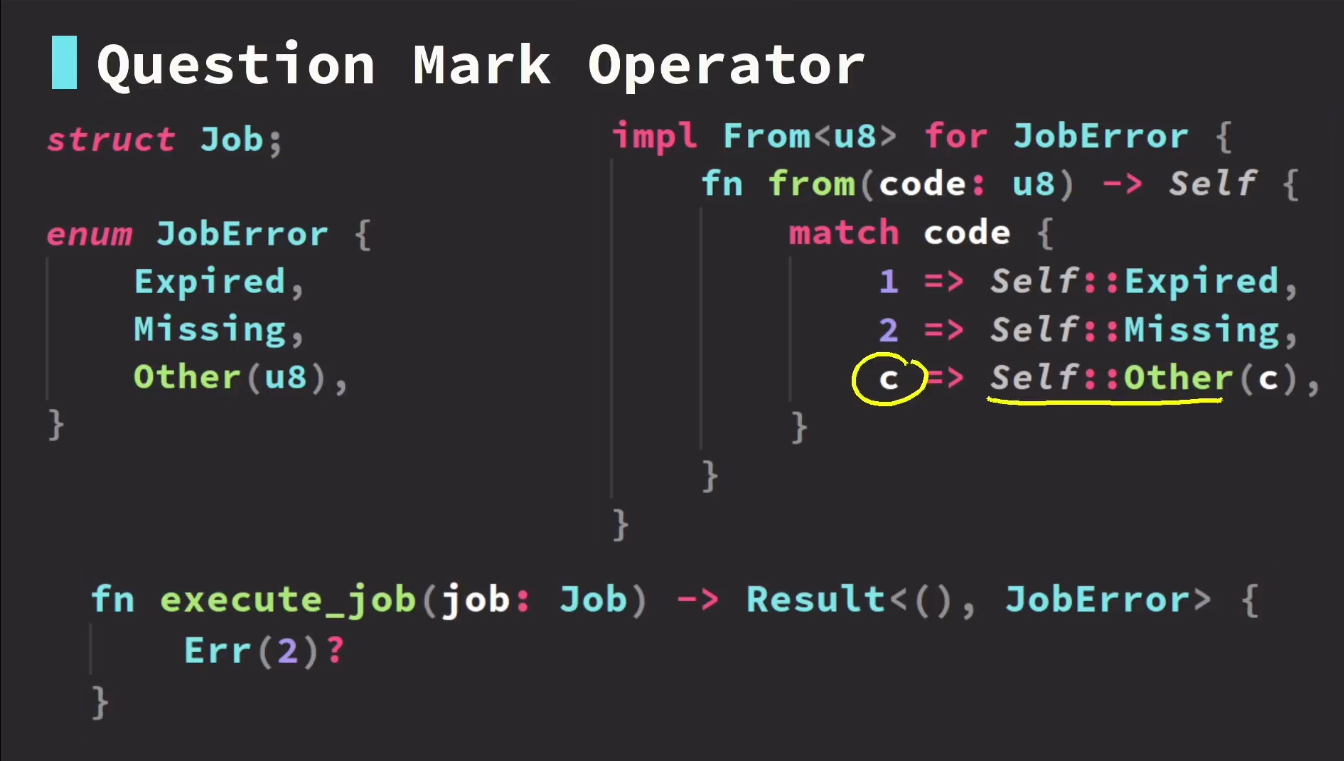 Question Mark Operator
struct Job;
enum JobError {
Expired,
Missing,
Other(u8),
}
impl From<u8> for JobError {
fn from(code: u8) -> Self {
match code {
1 => Self::Expired,
2 => Self::Missing,
c => Self::Other(c),
}
}
}
fn execute_job(job: Job) -> Result<(), JobError> {
Err(2)?
}